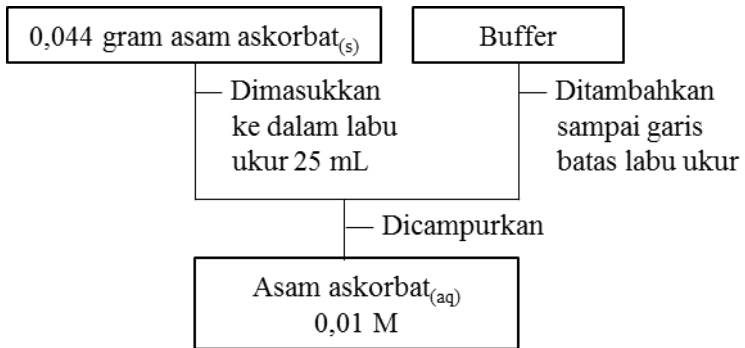 0,044 gram asam askorbat(s)
Buffer
Dimasukkan
ke dalam labu
ukur 25 mL
Ditambahkan
sampai garis
batas labu ukur
Dicampurkan
Asam askorbat(aq)
0,01 M